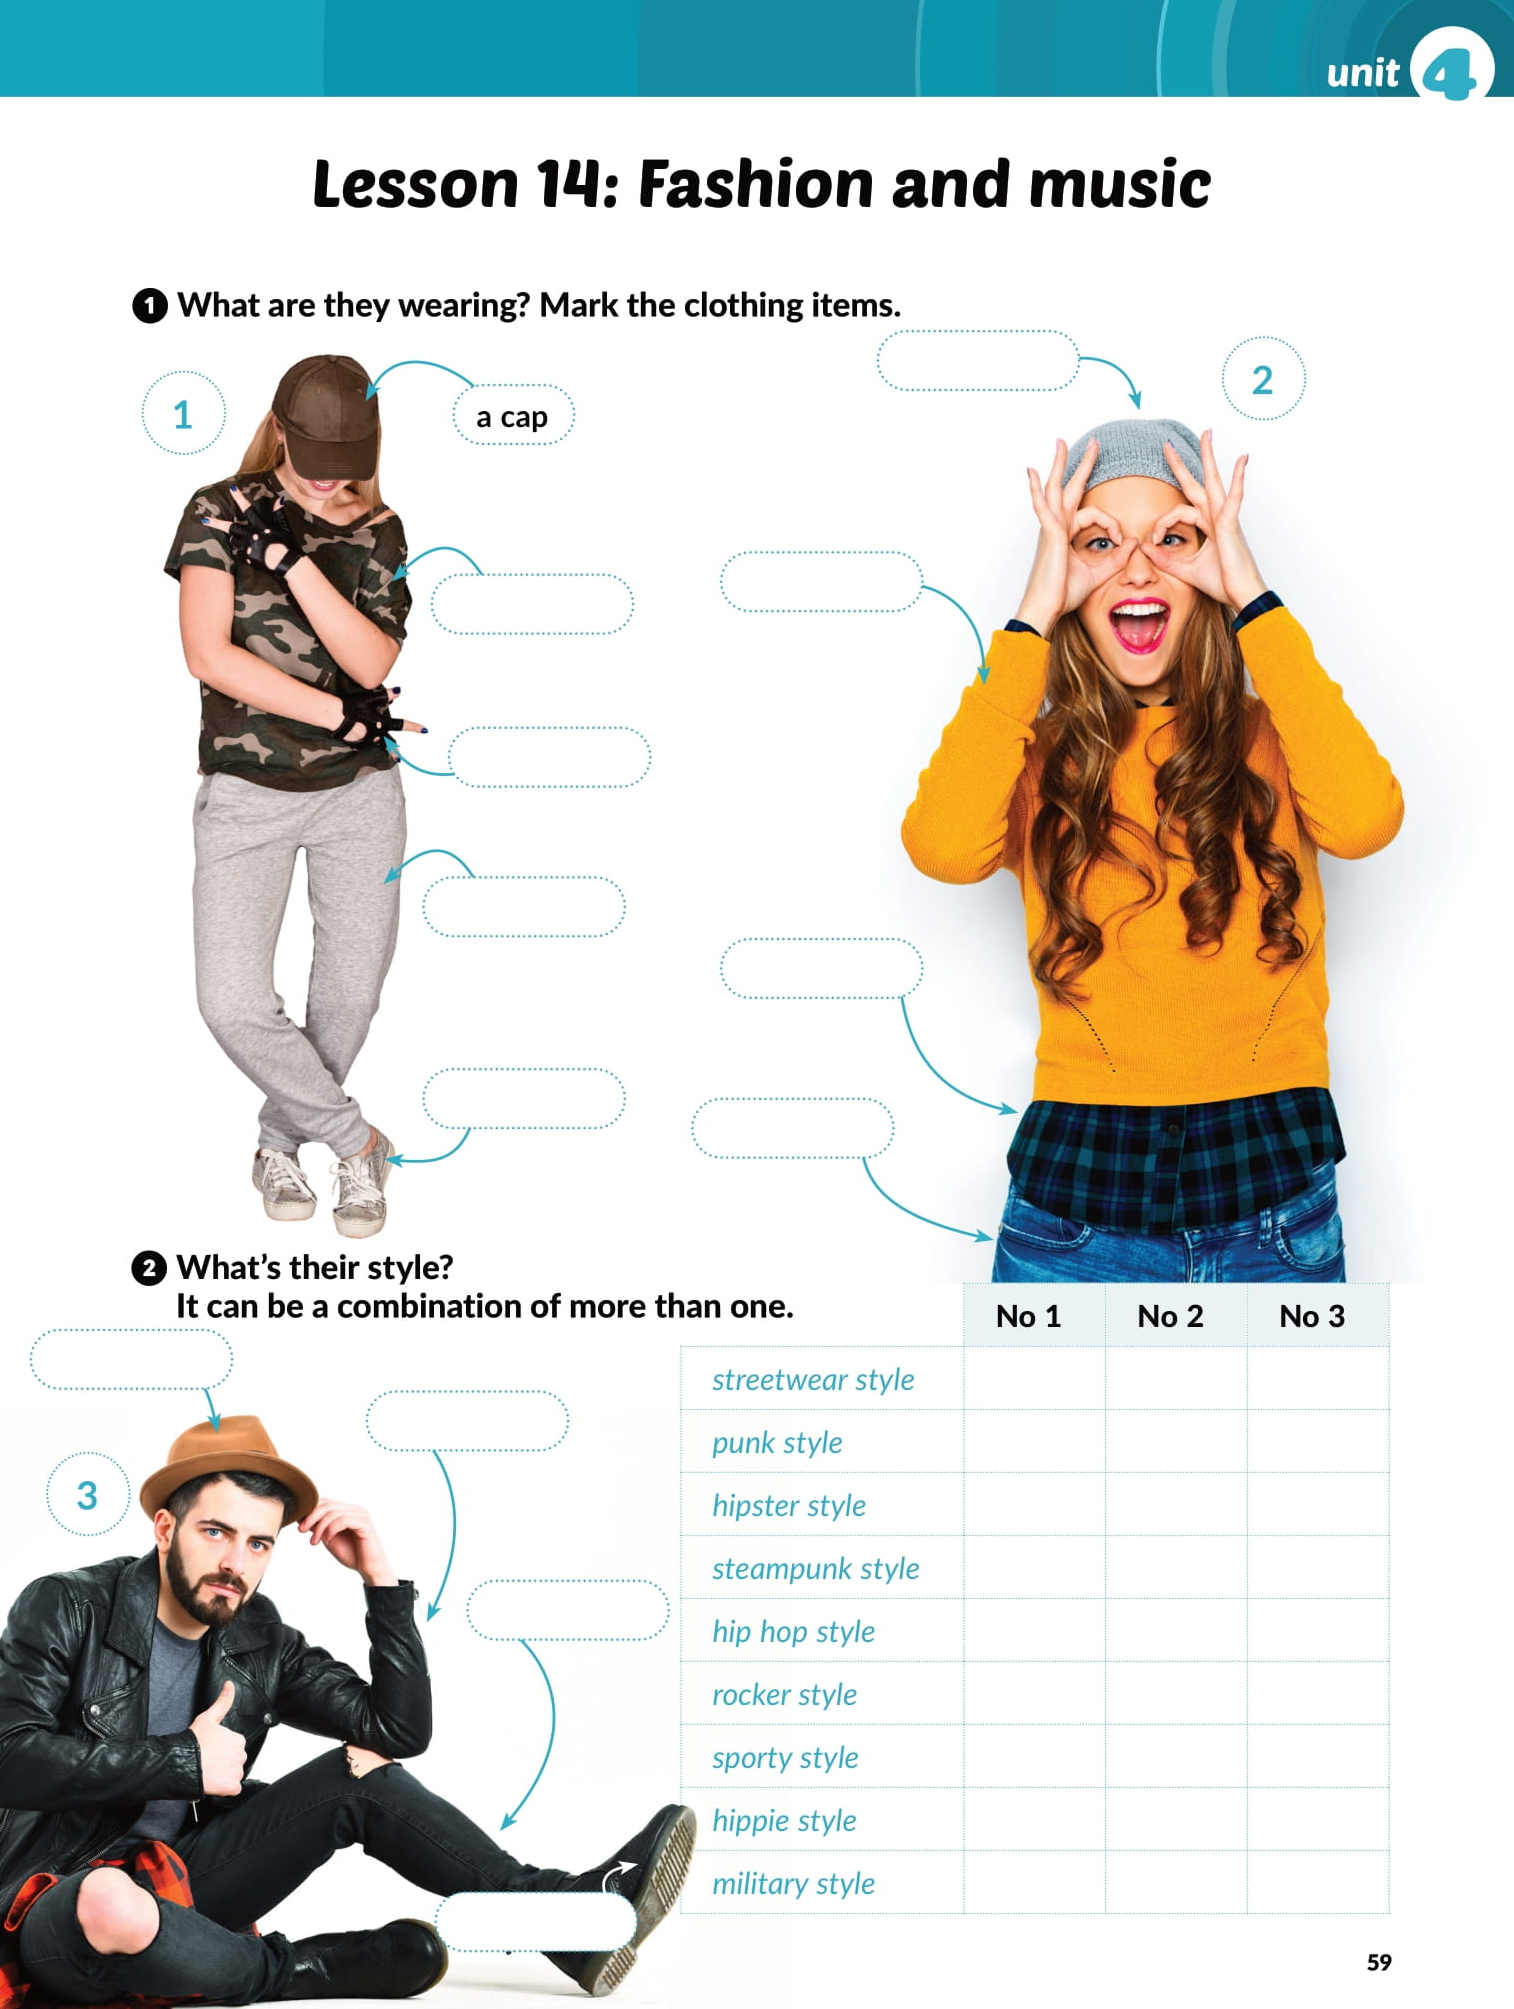 unit 4
Lesson 14: Fashion and music
1 What are they wearing? Mark the clothing items.
1
a cap
2
2 What's their style?
It can be a combination of more than one.
3
No 1 No 2 No 3
streetwear style
punk style
hipster style
steampunk style
hip hop style
rocker style
sporty style
hippie style
military style
59